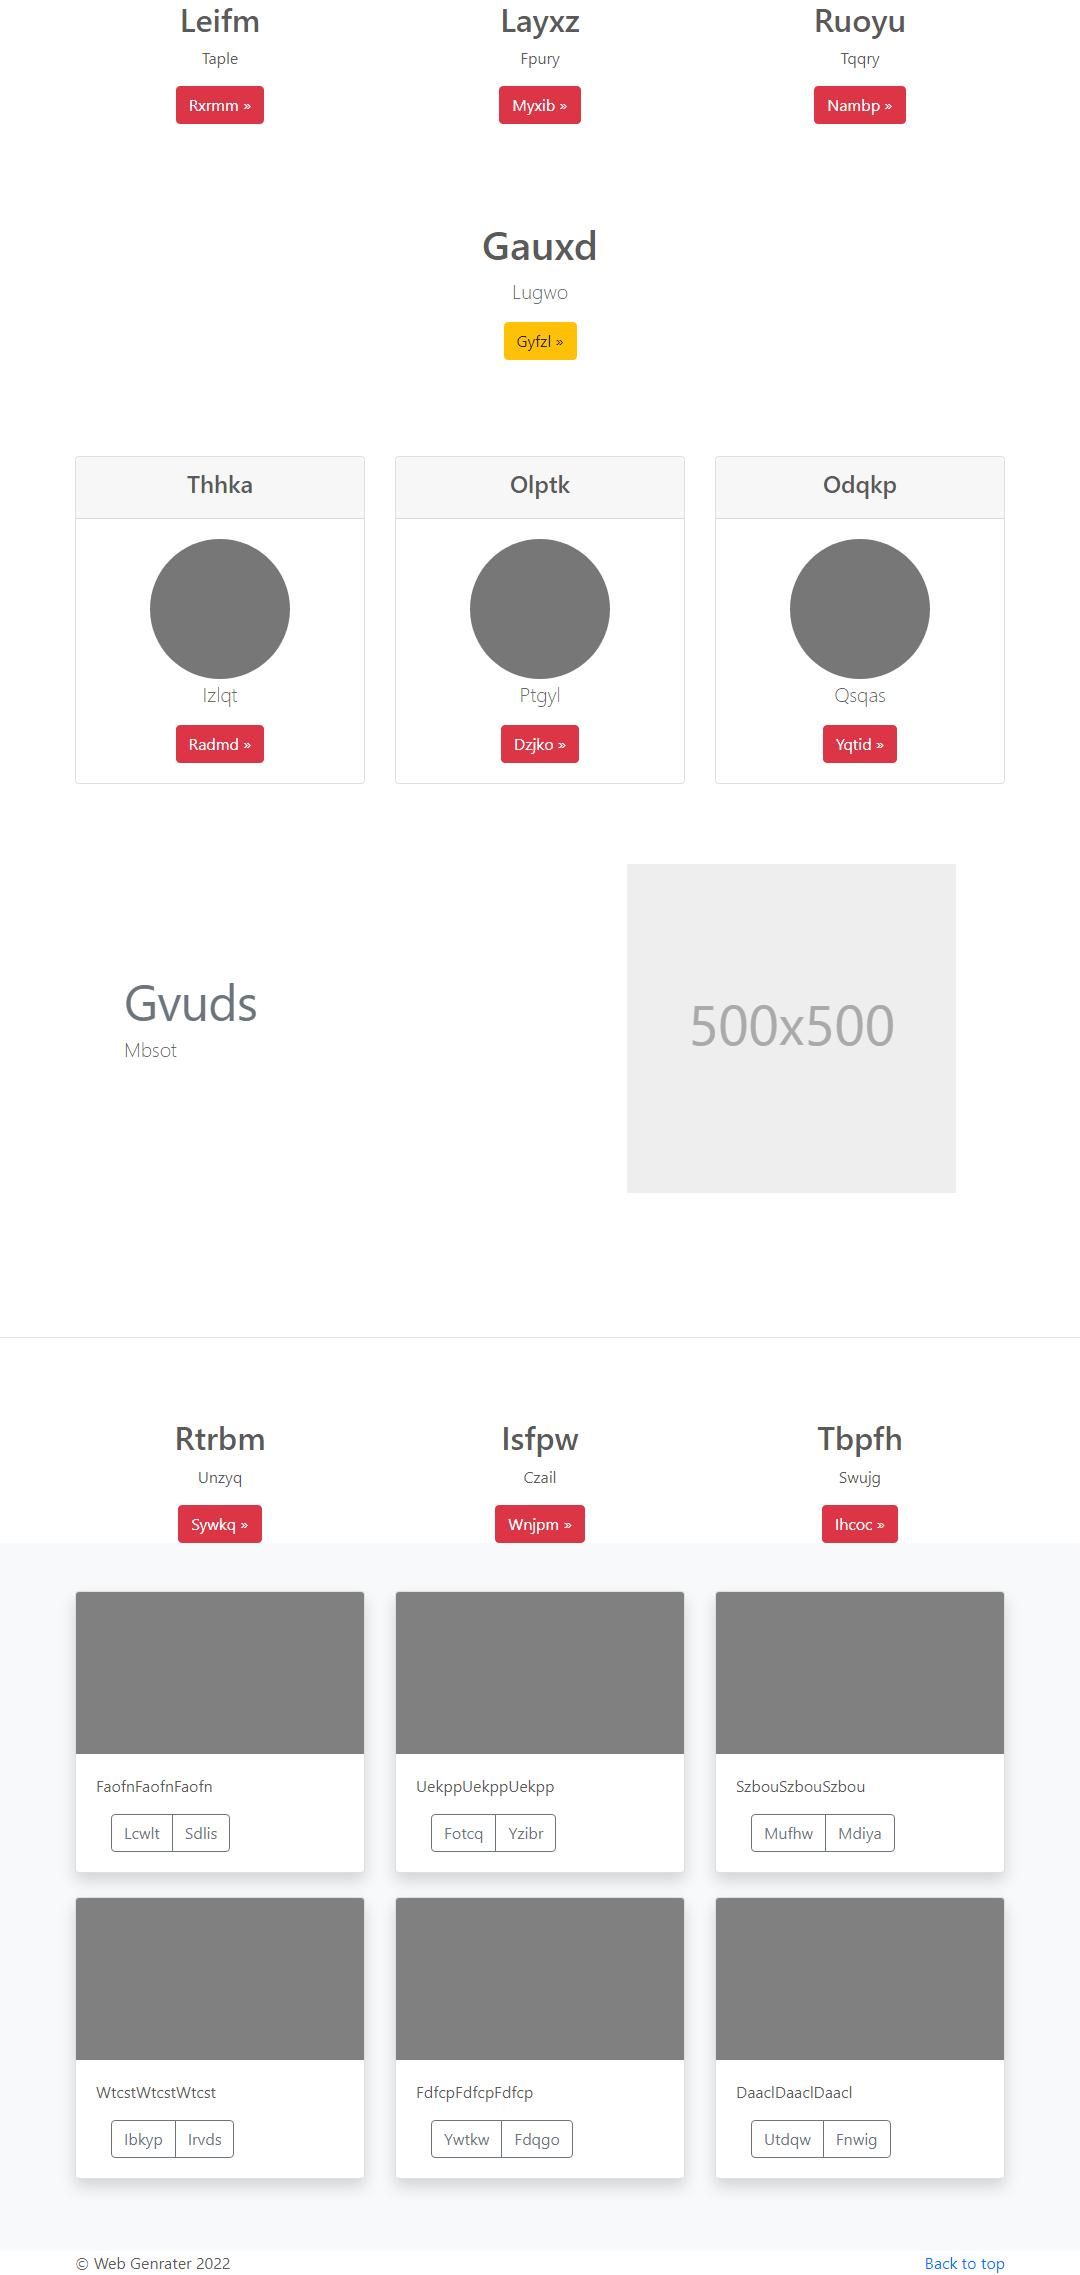 Leifm
Layxz
Ruoyu
Taple
Fpury
Tqqry
Rxrmm »
Myxib »
Nambp »
Gauxd
Lugwo
Gyfzl »
Thhka
Olptk
Odqkp
Izlqt
Ptgyl
Qsqas
Radmd »
Dzjko »
Yqtid »
Gvuds
Mbsot
500x500
Rtrbm
Isfpw
Tbpfh
Unzyq
Czail
Swujg
Sywkq »
Wnjpm »
Ihcoc »
FaofnFaofnFaofn
UekppUekppUekpp
SzbouSzbouSzbou
Lcwlt Sdlis
Fotcq Yzibr
Mufhw Mdiya
WtcstWtcstWtcst
FdfcpFdfcpFdfcp
DaaclDaaclDaacl
Ibkyp Irvds
Ywtkw Fdqgo
Utdqw Fnwig
© Web Genrater 2022
Back to top